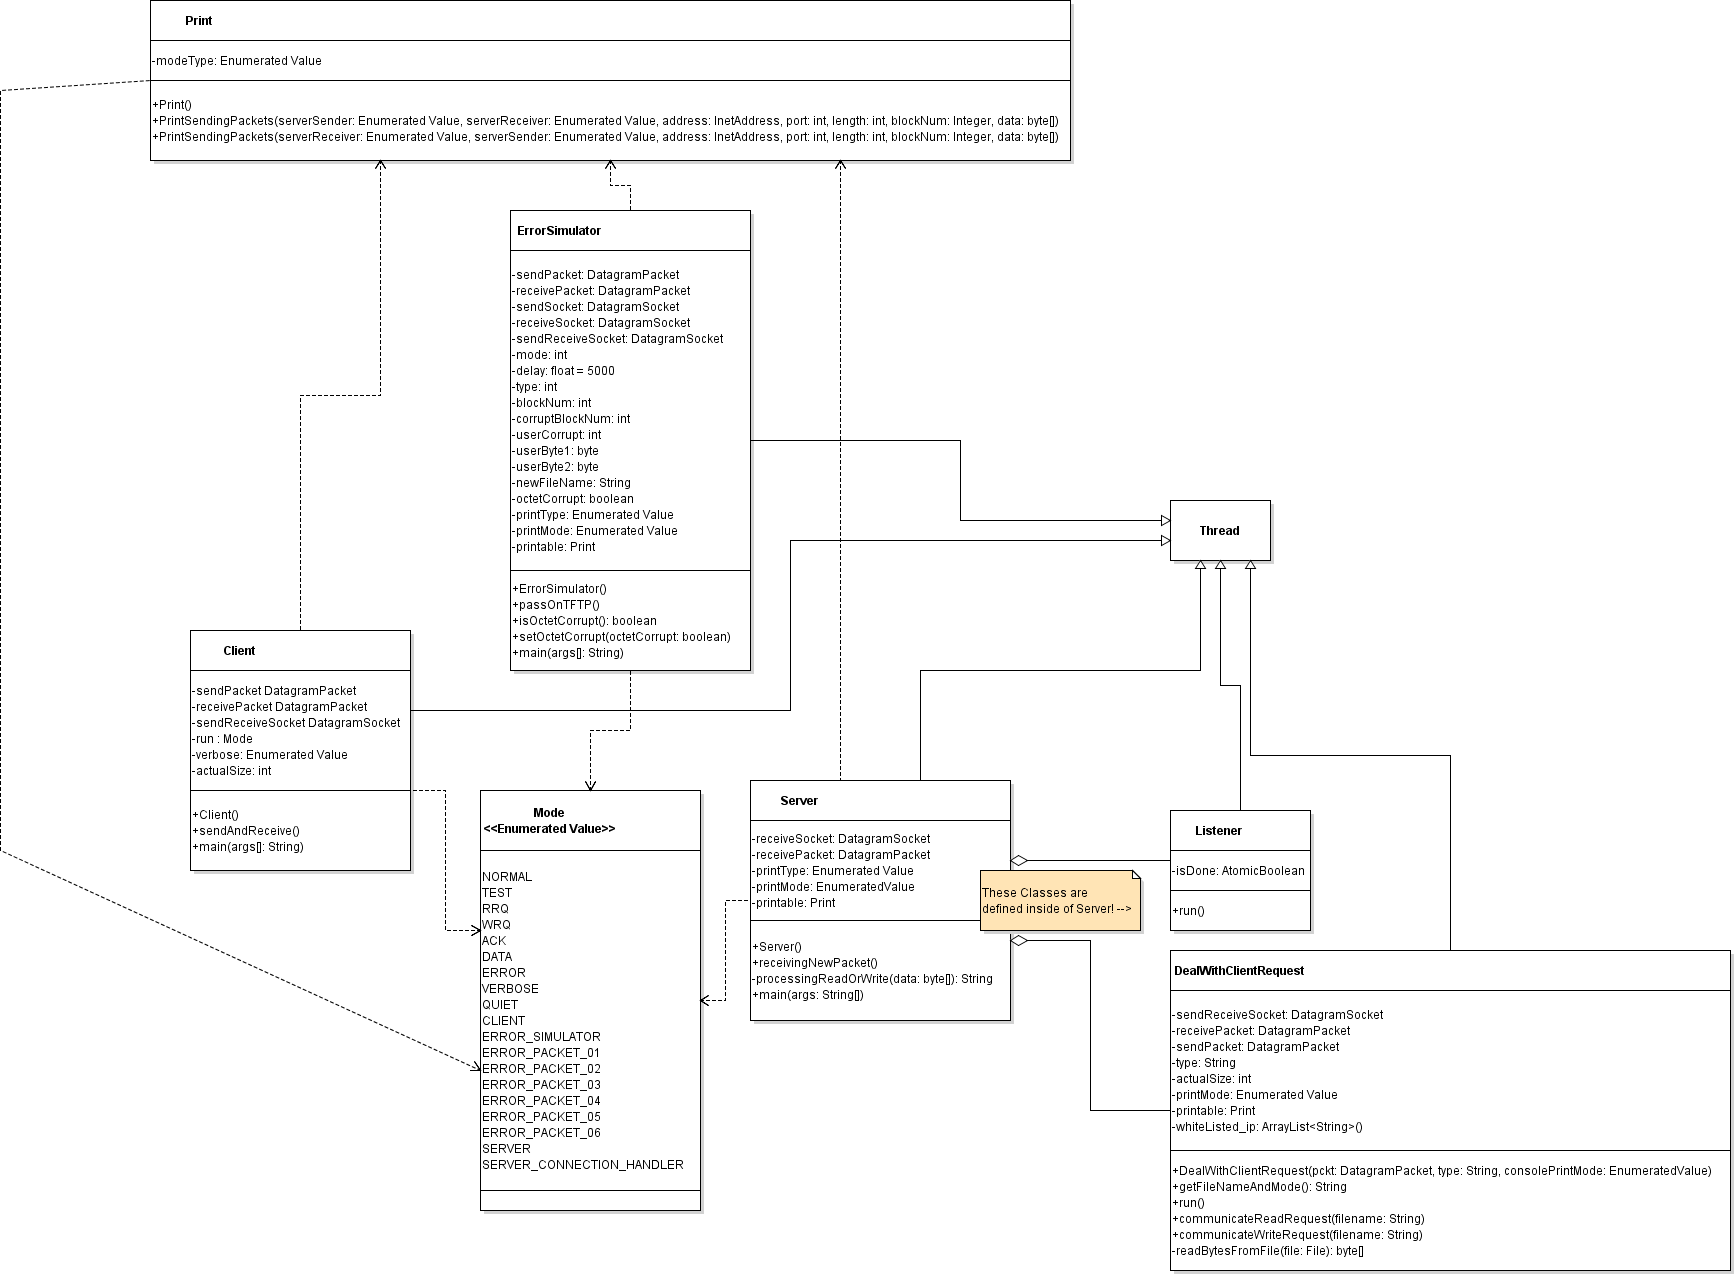 Print
-modeType: Enumerated Value
+Print()
+PrintSendingPackets(serverSender: Enumerated Value, serverReceiver: Enumerated Value, address: InetAddress, port: int, length: int, blockNum: Integer, data: byte[])
+PrintSendingPackets(serverReceiver: Enumerated Value, serverSender: Enumerated Value, address: InetAddress, port: int, length: int, blockNum: Integer, data: byte[])
ErrorSimulator
-sendPacket: DatagramPacket
-receivePacket: DatagramPacket
-sendSocket: DatagramSocket
-receiveSocket: DatagramSocket
-sendReceiveSocket: DatagramSocket
-mode: int
-delay: float = 5000
-type: int
-blockNum: int
-corruptBlockNum: int
-userCorrupt: int
-userByte1: byte
-userByte2: byte
-newFileName: String
-octetCorrupt: boolean
-printType: Enumerated Value
-printMode: Enumerated Value
-printable: Print
+ErrorSimulator()
+passOnTFTP()
+isOctetCorrupt(): boolean
+setOctetCorrupt(octetCorrupt: boolean)
+main(args[]: String)
Thread
Client
-sendPacket DatagramPacket
-receivePacket DatagramPacket
-sendReceiveSocket DatagramSocket
-run : Mode
-verbose: Enumerated Value
-actualSize: int
+Client()
+sendAndReceive()
+main(args[]: String)
Mode
<<Enumerated Value>>
NORMAL
TEST
RRQ
WRQ
ACK
DATA
ERROR
VERBOSE
QUIET
CLIENT
ERROR_SIMULATOR
ERROR_PACKET_01
ERROR_PACKET_02
ERROR_PACKET_03
ERROR_PACKET_04
ERROR_PACKET_05
ERROR_PACKET_06
SERVER
SERVER_CONNECTION_HANDLER
Server
-receiveSocket: DatagramSocket
-receivePacket: DatagramPacket
-printType: Enumerated Value
-printMode: EnumeratedValue
-printable: Print
+Server()
+receivingNewPacket()
-processingReadOrWrite(data: byte[]): String
+main(args: String[])
These Classes are
defined inside of Server! -->
Listener
-isDone: AtomicBoolean
+run()
DealWithClientRequest
-sendReceiveSocket: DatagramSocket
-receivePacket: DatagramPacket
-sendPacket: DatagramPacket
-type: String
-actualSize: int
-printMode: Enumerated Value
-printable: Print
-whiteListed_ip: ArrayList<String>()
+DealWithClientRequest(pckt: DatagramPacket, type: String, consolePrintMode: EnumeratedValue)
+getFileNameAndMode(): String
+run()
+communicateReadRequest(filename: String)
+communicateWriteRequest(filename: String)
-readBytesFromFile(file: File): byte[]